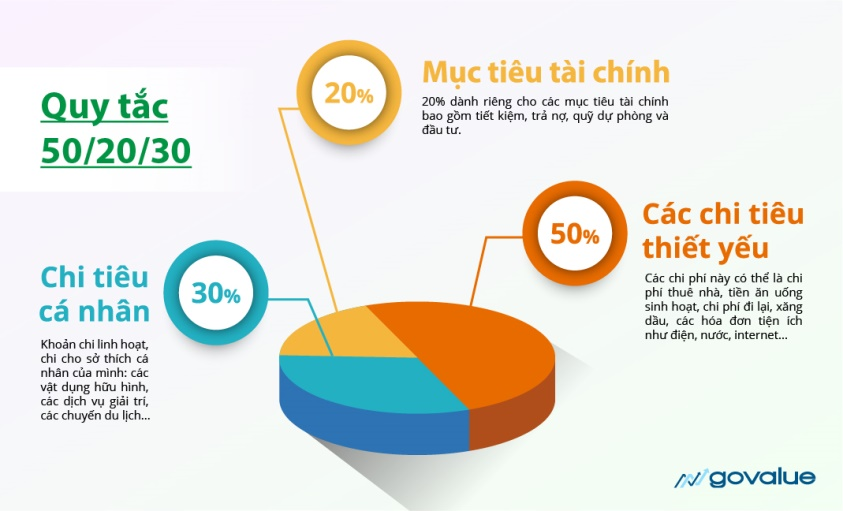 Quy tắc
50/20/30
20%
Mục tiêu tài chính
20% dành riêng cho các mục tiêu tài chính
bao gồm tiết kiệm, trả nợ, quỹ dự phòng và
đầu tư.
50%
Các chi tiêu
thiết yếu
Các chi phí này có thể là chi
phí thuê nhà, tiền ăn uống
sinh hoạt, chi phí đi lại, xăng
dầu, các hóa đơn tiện ích
như điện, nước, internet...
Chi tiêu
cá nhân
30%
Khoản chi linh hoạt,
chi cho sở thích cá
nhân của mình: các
vật dụng hữu hình,
các dịch vụ giải trí,
các chuyến du lịch...
govalue